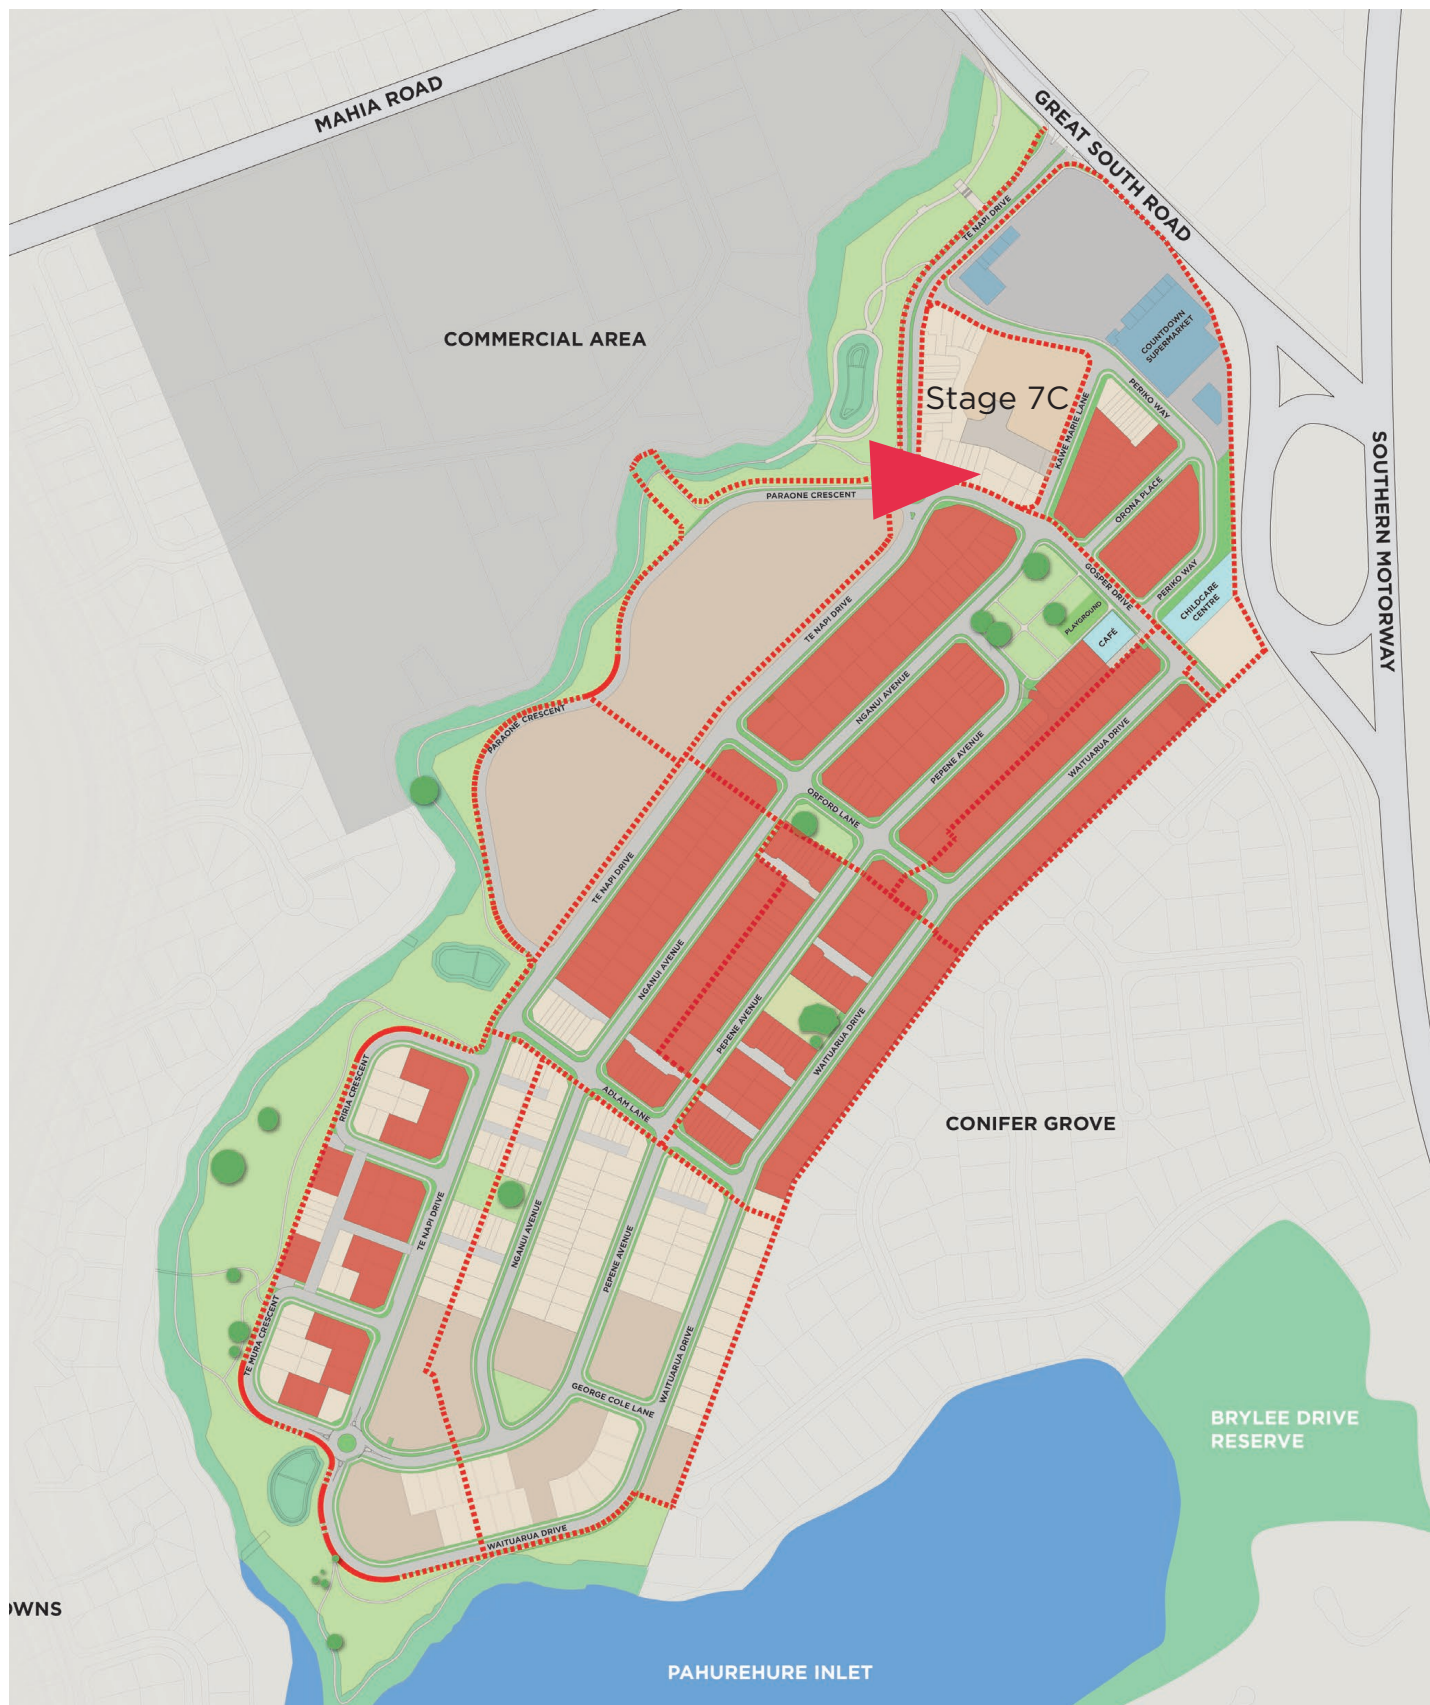 MAHIA ROAD
GREAT SOUTH ROAD
TE NAPI DRIVE
COMMERCIAL AREA
COUNTDOWN
SUPERMARKET
PERIKO WAY
Stage 7C
KAWE MARIE LANE
SOUTHERN MOTORWAY
PARAONE CRESCENT
ORONA PLACE
GOSPER DRIVE
PERIKO WAY
CHILDCARE
CENTRE
PLAYGROUND
CAFÉ
TE NAPI DRIVE
NGANUI AVENUE
PARAONE CRESCENT
PEPENE AVENUE
WAITUARUA DRIVE
ORFORD LANE
TE NAPI DRIVE
NGANUI AVENUE
PEPENE AVENUE
WAITUARUA DRIVE
RIRIA CRESCENT
ADLAM LANE
CONIFER GROVE
TE NAPI DRIVE
NGANUI AVENUE
PEPENE AVENUE
TE MURA CRESCENT
WAITUARUA DRIVE
GEORGE COLE LANE
BRYLEE DRIVE
RESERVE
WAITUARUA DRIVE
OWNS
PAHUREHURE INLET